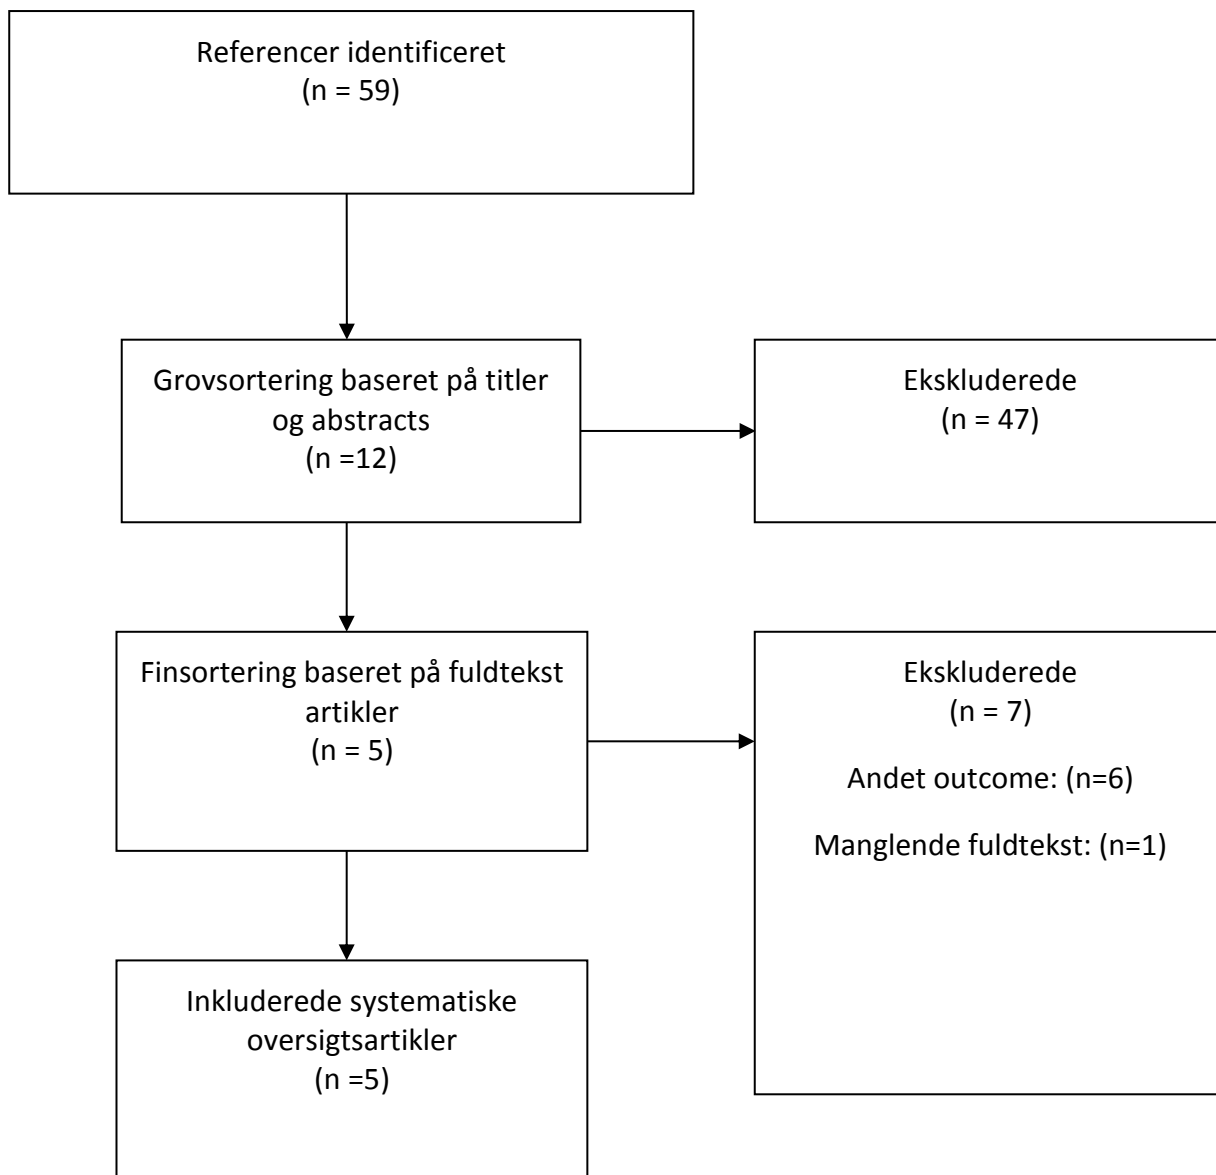 Referencer identificeret
(n = 59)
Grovsortering baseret på titler
og abstracts
(n =12)
Ekskluderede
(n = 47)
Finsortering baseret på fuldtekst
artikler
(n = 5)
Ekskluderede
(n = 7)
Andet outcome: (n=6)
Manglende fuldtekst: (n=1)
Inkluderede systematiske
oversigtsartikler
(n =5)